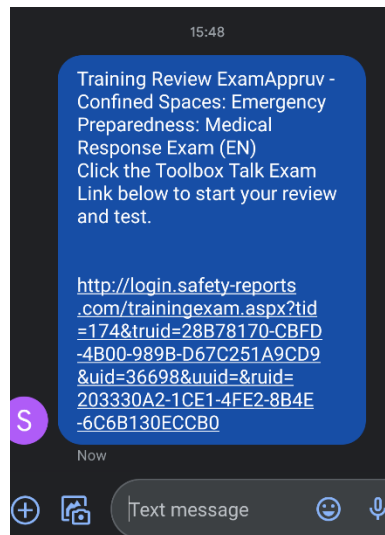 15:48
Training Review ExamAppruv -
Confined Spaces: Emergency
Preparedness: Medical
Response Exam (EN)
Click the Toolbox Talk Exam
Link below to start your review
and test.
http://login.safety-reports
.com/trainingexam.aspx?tid
=174&truid=28B78170-CBFD
-4B00-989B-D67C251A9CD9
&uid=36698&uuid=&ruid=
203330A2-1CE1-4FE2-8B4E
-6C6B130ECCB0
S
Now
Text message